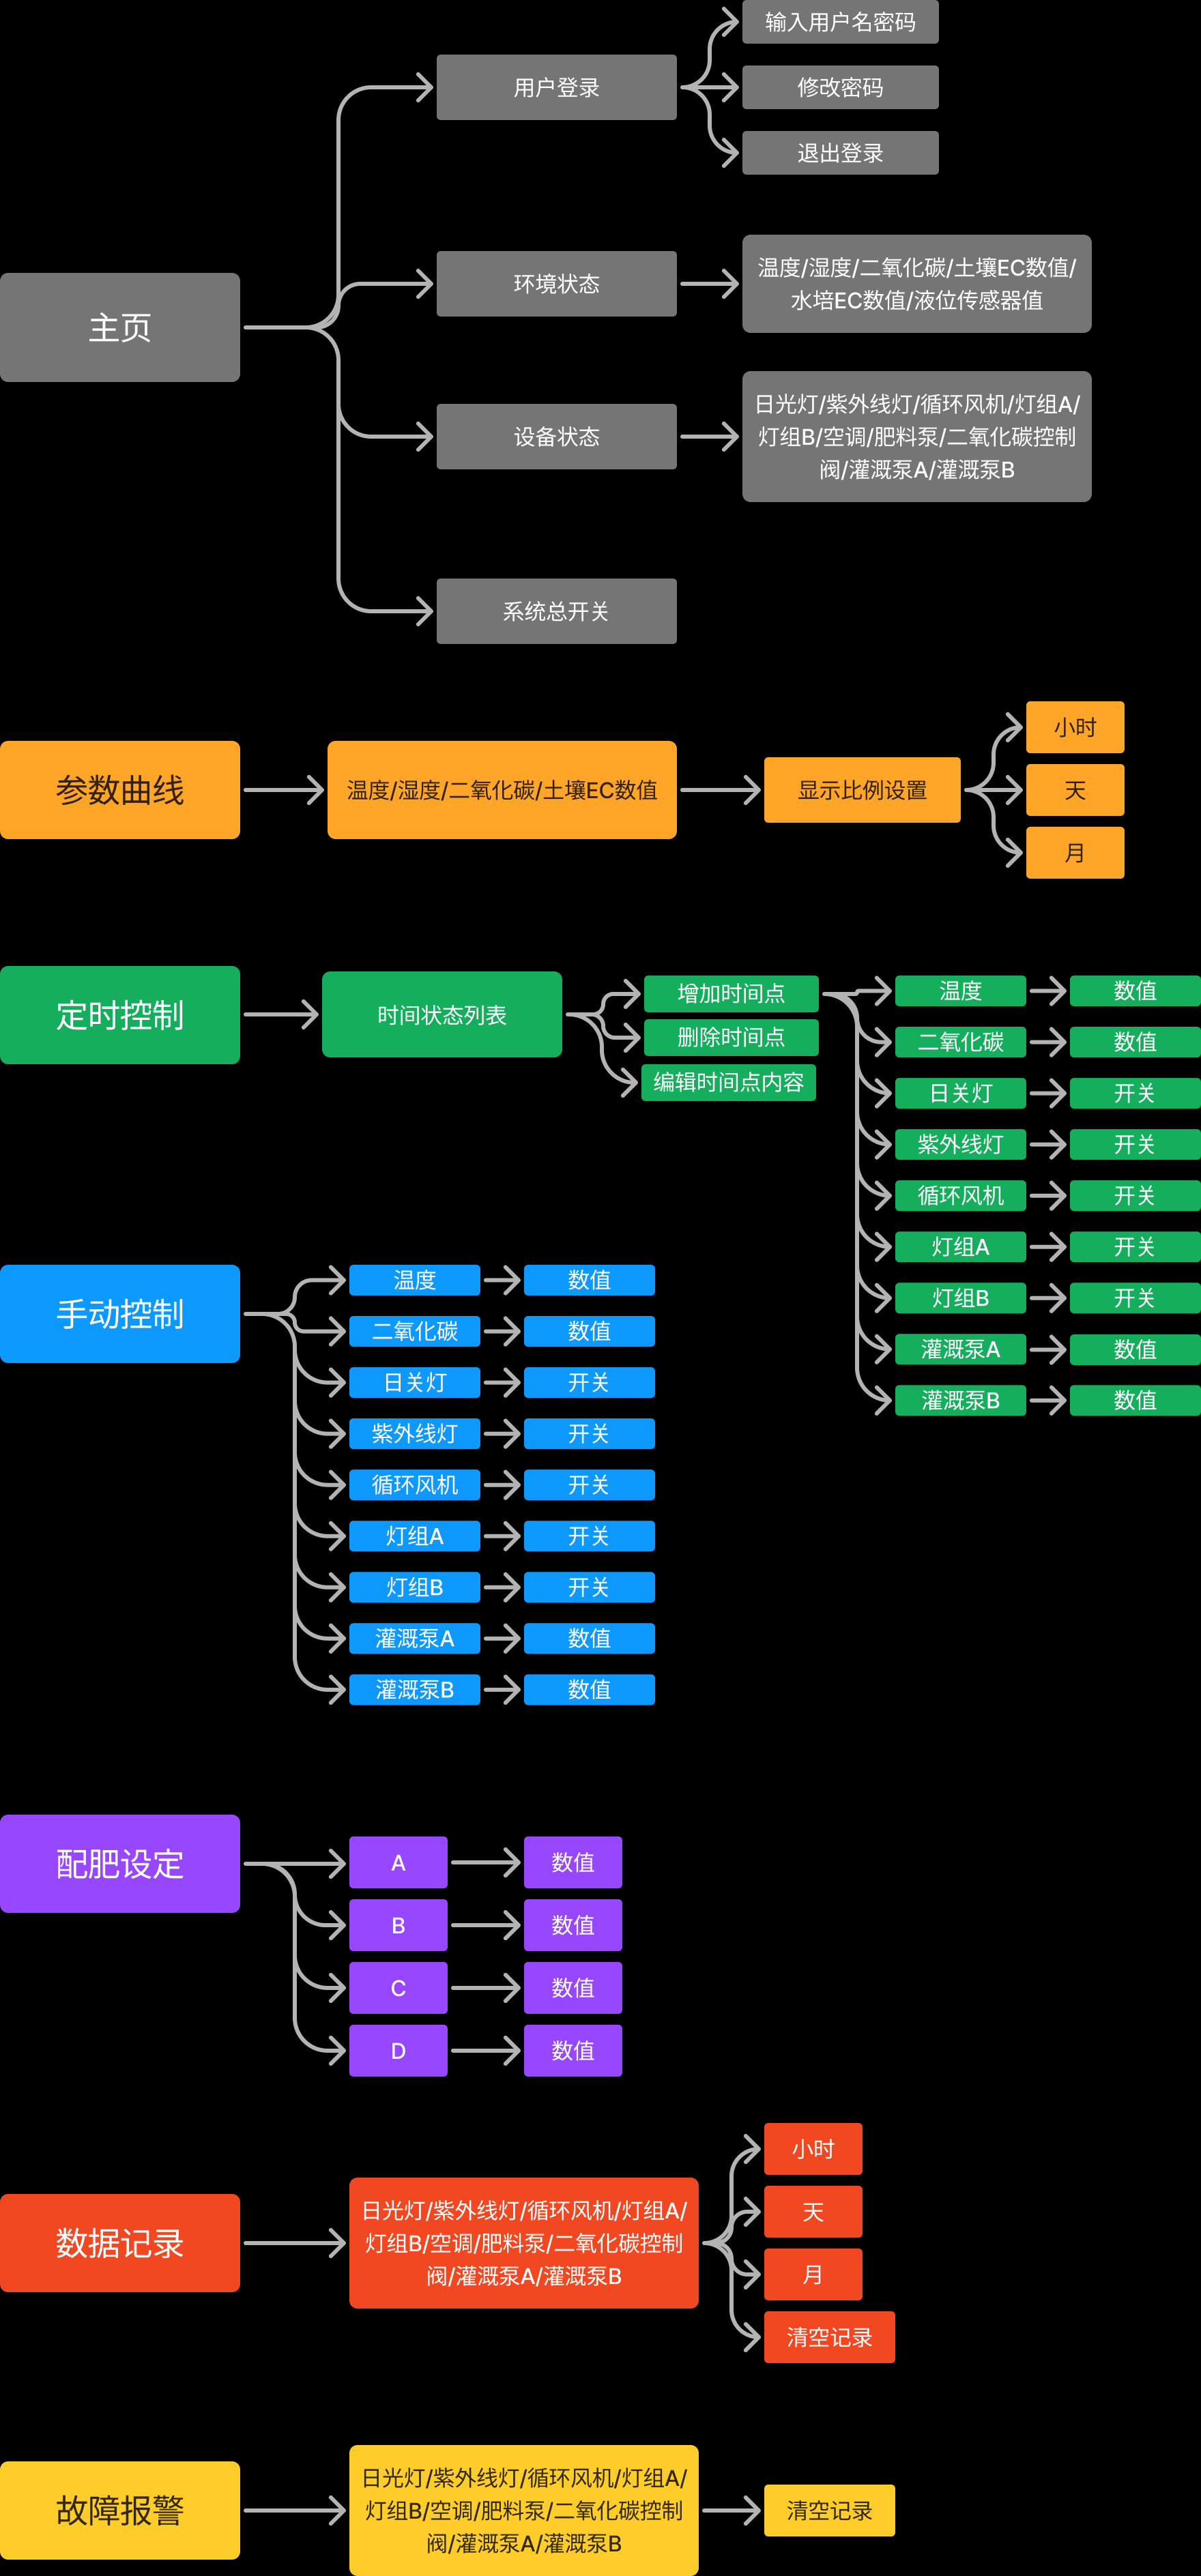 主页
用户登录
输入用户名密码
修改密码
退出登录
环境状态
温度/湿度/二氧化碳/土壤EC数值/
水培EC数值/液位传感器值
设备状态
日光灯/紫外线灯/循环风机/灯组A/
灯组B/空调/肥料泵/二氧化碳控制
阀/灌溉泵A/灌溉泵B
系统总开关
参数曲线
温度/湿度/二氧化碳/土壤EC数值
显示比例设置
小时
天
月
定时控制
时间状态列表
增加时间点
删除时间点
编辑时间点内容
温度
数值
二氧化碳
数值
日关灯
开关
紫外线灯
开关
循环风机
开关
灯组A
开关
灯组B
开关
灌溉泵A
数值
灌溉泵B
数值
手动控制
温度
数值
二氧化碳
数值
日关灯
开关
紫外线灯
开关
循环风机
开关
灯组A
开关
灯组B
开关
灌溉泵A
数值
灌溉泵B
数值
配肥设定
A
数值
B
数值
C
数值
D
数值
数据记录
日光灯/紫外线灯/循环风机/灯组A/
灯组B/空调/肥料泵/二氧化碳控制
阀/灌溉泵A/灌溉泵B
小时
天
月
清空记录
故障报警
日光灯/紫外线灯/循环风机/灯组A/
灯组B/空调/肥料泵/二氧化碳控制
阀/灌溉泵A/灌溉泵B
清空记录